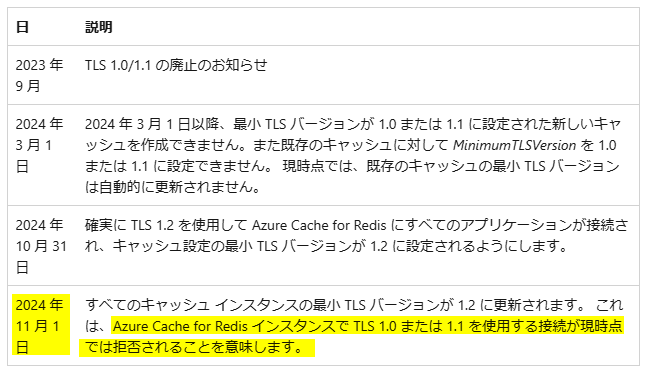 日 説明
2023 年 TLS 1.0/1.1 の廃止のお知らせ
9 月
2024 年 2024 年 3 月 1 日以降、最小 TLS バージョンが 1.0 または 1.1 に設定された新しいキャ
3 月 1 ッシュを作成できません。また既存のキャッシュに対して MinimumTLSVersion を 1.0
日 または 1.1 に設定できません。 現時点では、既存のキャッシュの最小 TLS バージョン
は自動的に更新されません。
2024 年 確実に TLS 1.2 を使用して Azure Cache for Redis にすべてのアプリケーションが接続さ
10 月 31 れ、キャッシュ設定の最小 TLS バージョンが 1.2 に設定されるようにします。
日
2024 年 すべてのキャッシュ インスタンスの最小 TLS バージョンが 1.2 に更新されます。 これ
11 月 1 は、Azure Cache for Redis インスタンスで TLS 1.0 または 1.1 を使用する接続が現時点
日 では拒否されることを意味します。